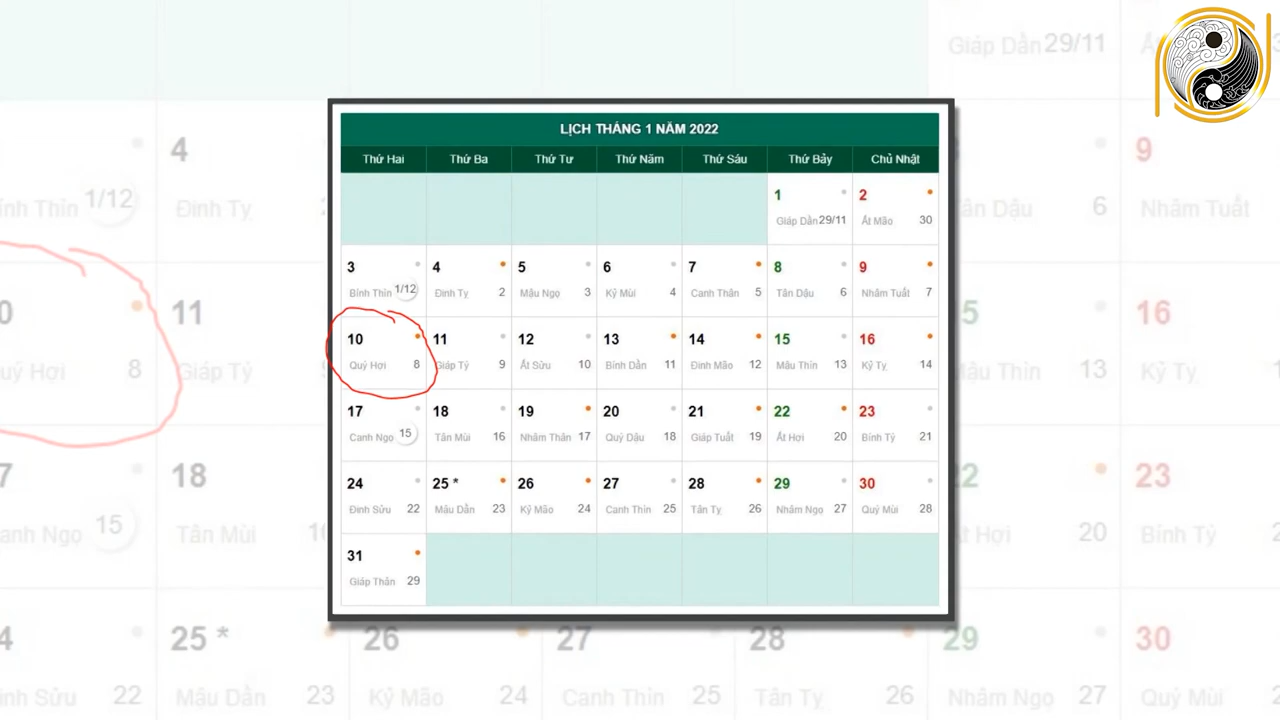 LỊCH THÁNG 1 NĂM 2022
Thứ Hai Thứ Ba Thứ Tư Thứ Năm Thứ Sáu Thứ Bảy Chủ Nhật
1 2
Giáp Dần 29/11 Ất Mão 30
3 4 5 6 7 8 9
Bính Thìn 1/12 Đinh Tỵ 2 Mậu Ngọ 3 Kỷ Mùi 4 Canh Thân 5 Tân Dậu 6 Nhâm Tuất 7
10 11 12 13 14 15 16
Quý Hợi 8 Giáp Tý 9 Ất Sửu 10 Bính Dần 11 Đinh Mão 12 Mậu Thìn 13 Kỷ Tỵ 14
17 18 19 20 21 22 23
Canh Ngọ 15 Tân Mùi 16 Nhâm Thân 17 Quý Dậu 18 Giáp Tuất 19 Ất Hợi 20 Bính Tý 21
24 25 * 26 27 28 29 30
Đinh Sửu 22 Mậu Dần 23 Kỷ Mão 24 Canh Thìn 25 Tân Tỵ 26 Nhâm Ngọ 27 Quý Mùi 28
31
Giáp Thân 29